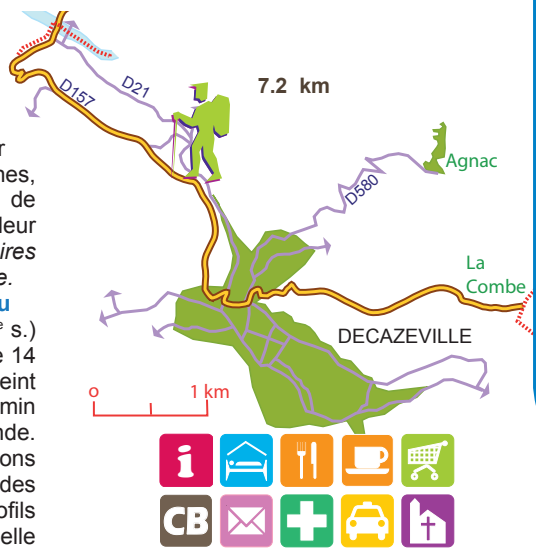 7.2 km
D21
D157
r
nes,
de
leur
ires
e.
u
e s.)
e 14
eint
min
nde.
ons
des
ofils
elle
Agnac
D580
La
Combe
DECAZEVILLE
o 1 km
i
CB